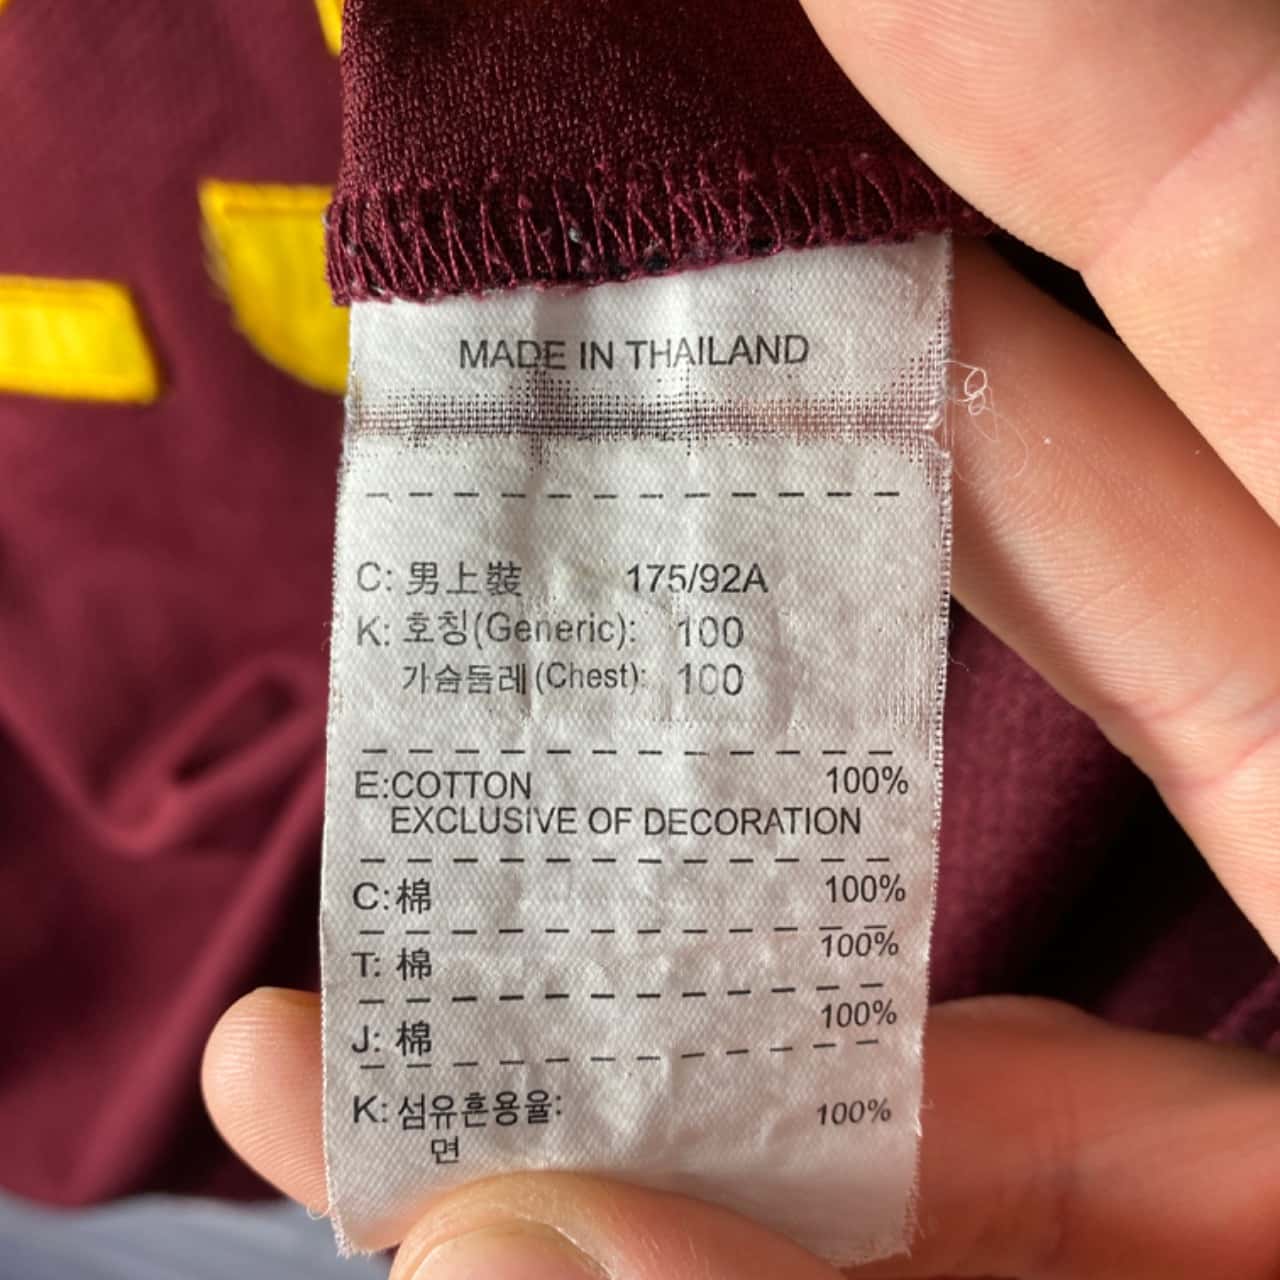 MADE IN THAILAND
C: 男上裝 175/92A
K: 호칭(Generic): 100
가슴둘레(Chest): 100
E:COTTON 100%
EXCLUSIVE OF DECORATION
C:棉 100%
T: 棉 100%
J: 棉 100%
K: 섬유혼용율: 100%
면